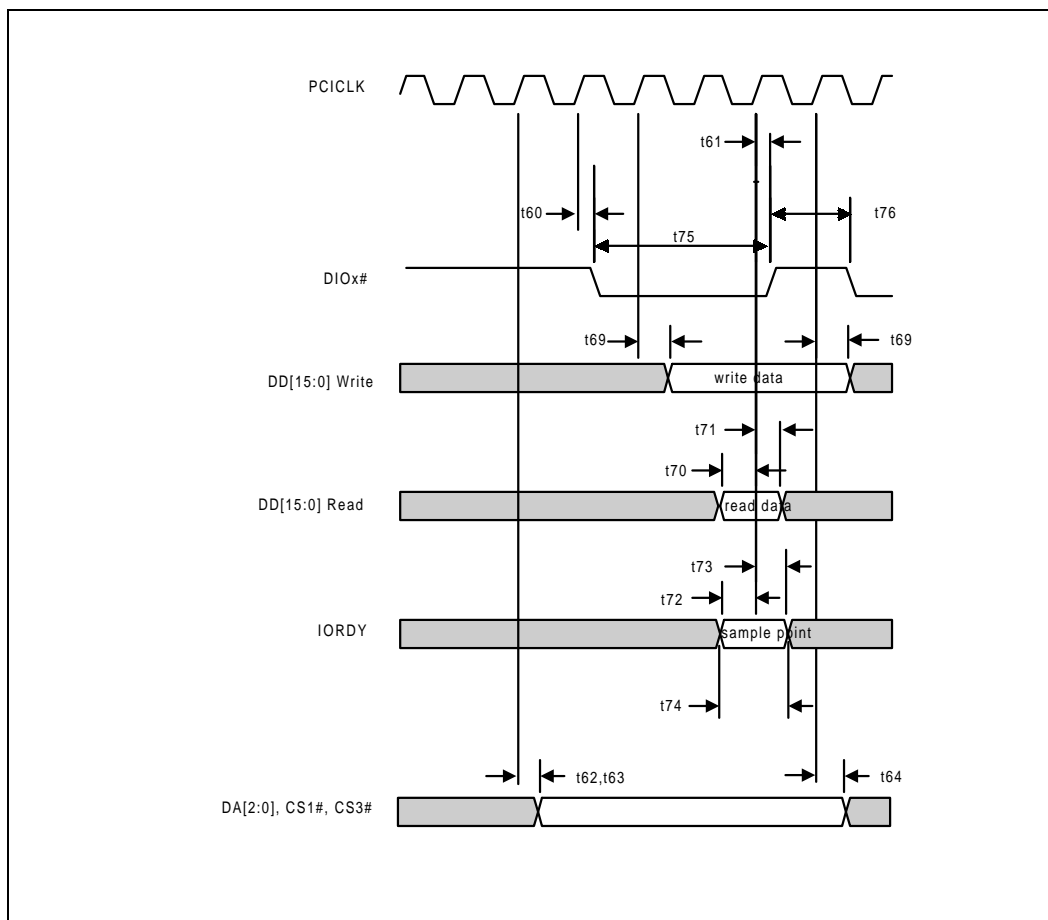 PCICLK
t61
t60
t76
t75
DIOx#
t69
t69
DD[15:0] Write
write data
t71
t70
DD[15:0] Read
read data
t73
t72
IORDY
sample point
t74
t62,t63
t64
DA[2:0], CS1#, CS3#